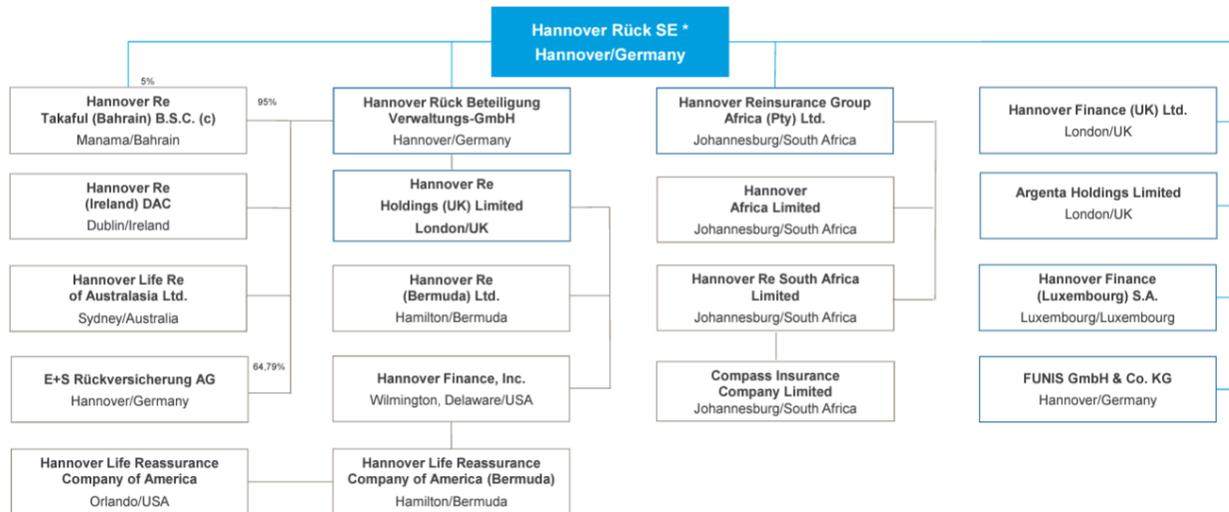 Hannover Rück SE *
Hannover/Germany
5%
95%
Hannover Re
Takaful (Bahrain) B.S.C. (c)
Manama/Bahrain
Hannover Rück Beteiligung
Verwaltungs-GmbH
Hannover/Germany
Hannover Reinsurance Group
Africa (Pty) Ltd.
Johannesburg/South Africa
Hannover Finance (UK) Ltd.
London/UK
Hannover Re
(Ireland) DAC
Dublin/Ireland
Hannover Re
Holdings (UK) Limited
London/UK
Hannover
Africa Limited
Johannesburg/South Africa
Argenta Holdings Limited
London/UK
Hannover Life Re
of Australasia Ltd.
Sydney/Australia
Hannover Re
(Bermuda) Ltd.
Hamilton/Bermuda
Hannover Re South Africa
Limited
Johannesburg/South Africa
Hannover Finance
(Luxembourg) S.A.
Luxembourg/Luxembourg
64,79%
E+S Rückversicherung AG
Hannover/Germany
Hannover Finance, Inc.
Wilmington, Delaware/USA
Compass Insurance
Company Limited
Johannesburg/South Africa
FUNIS GmbH & Co. KG
Hannover/Germany
Hannover Life Reassurance
Company of America
Orlando/USA
Hannover Life Reassurance
Company of America (Bermuda)
Hamilton/Bermuda